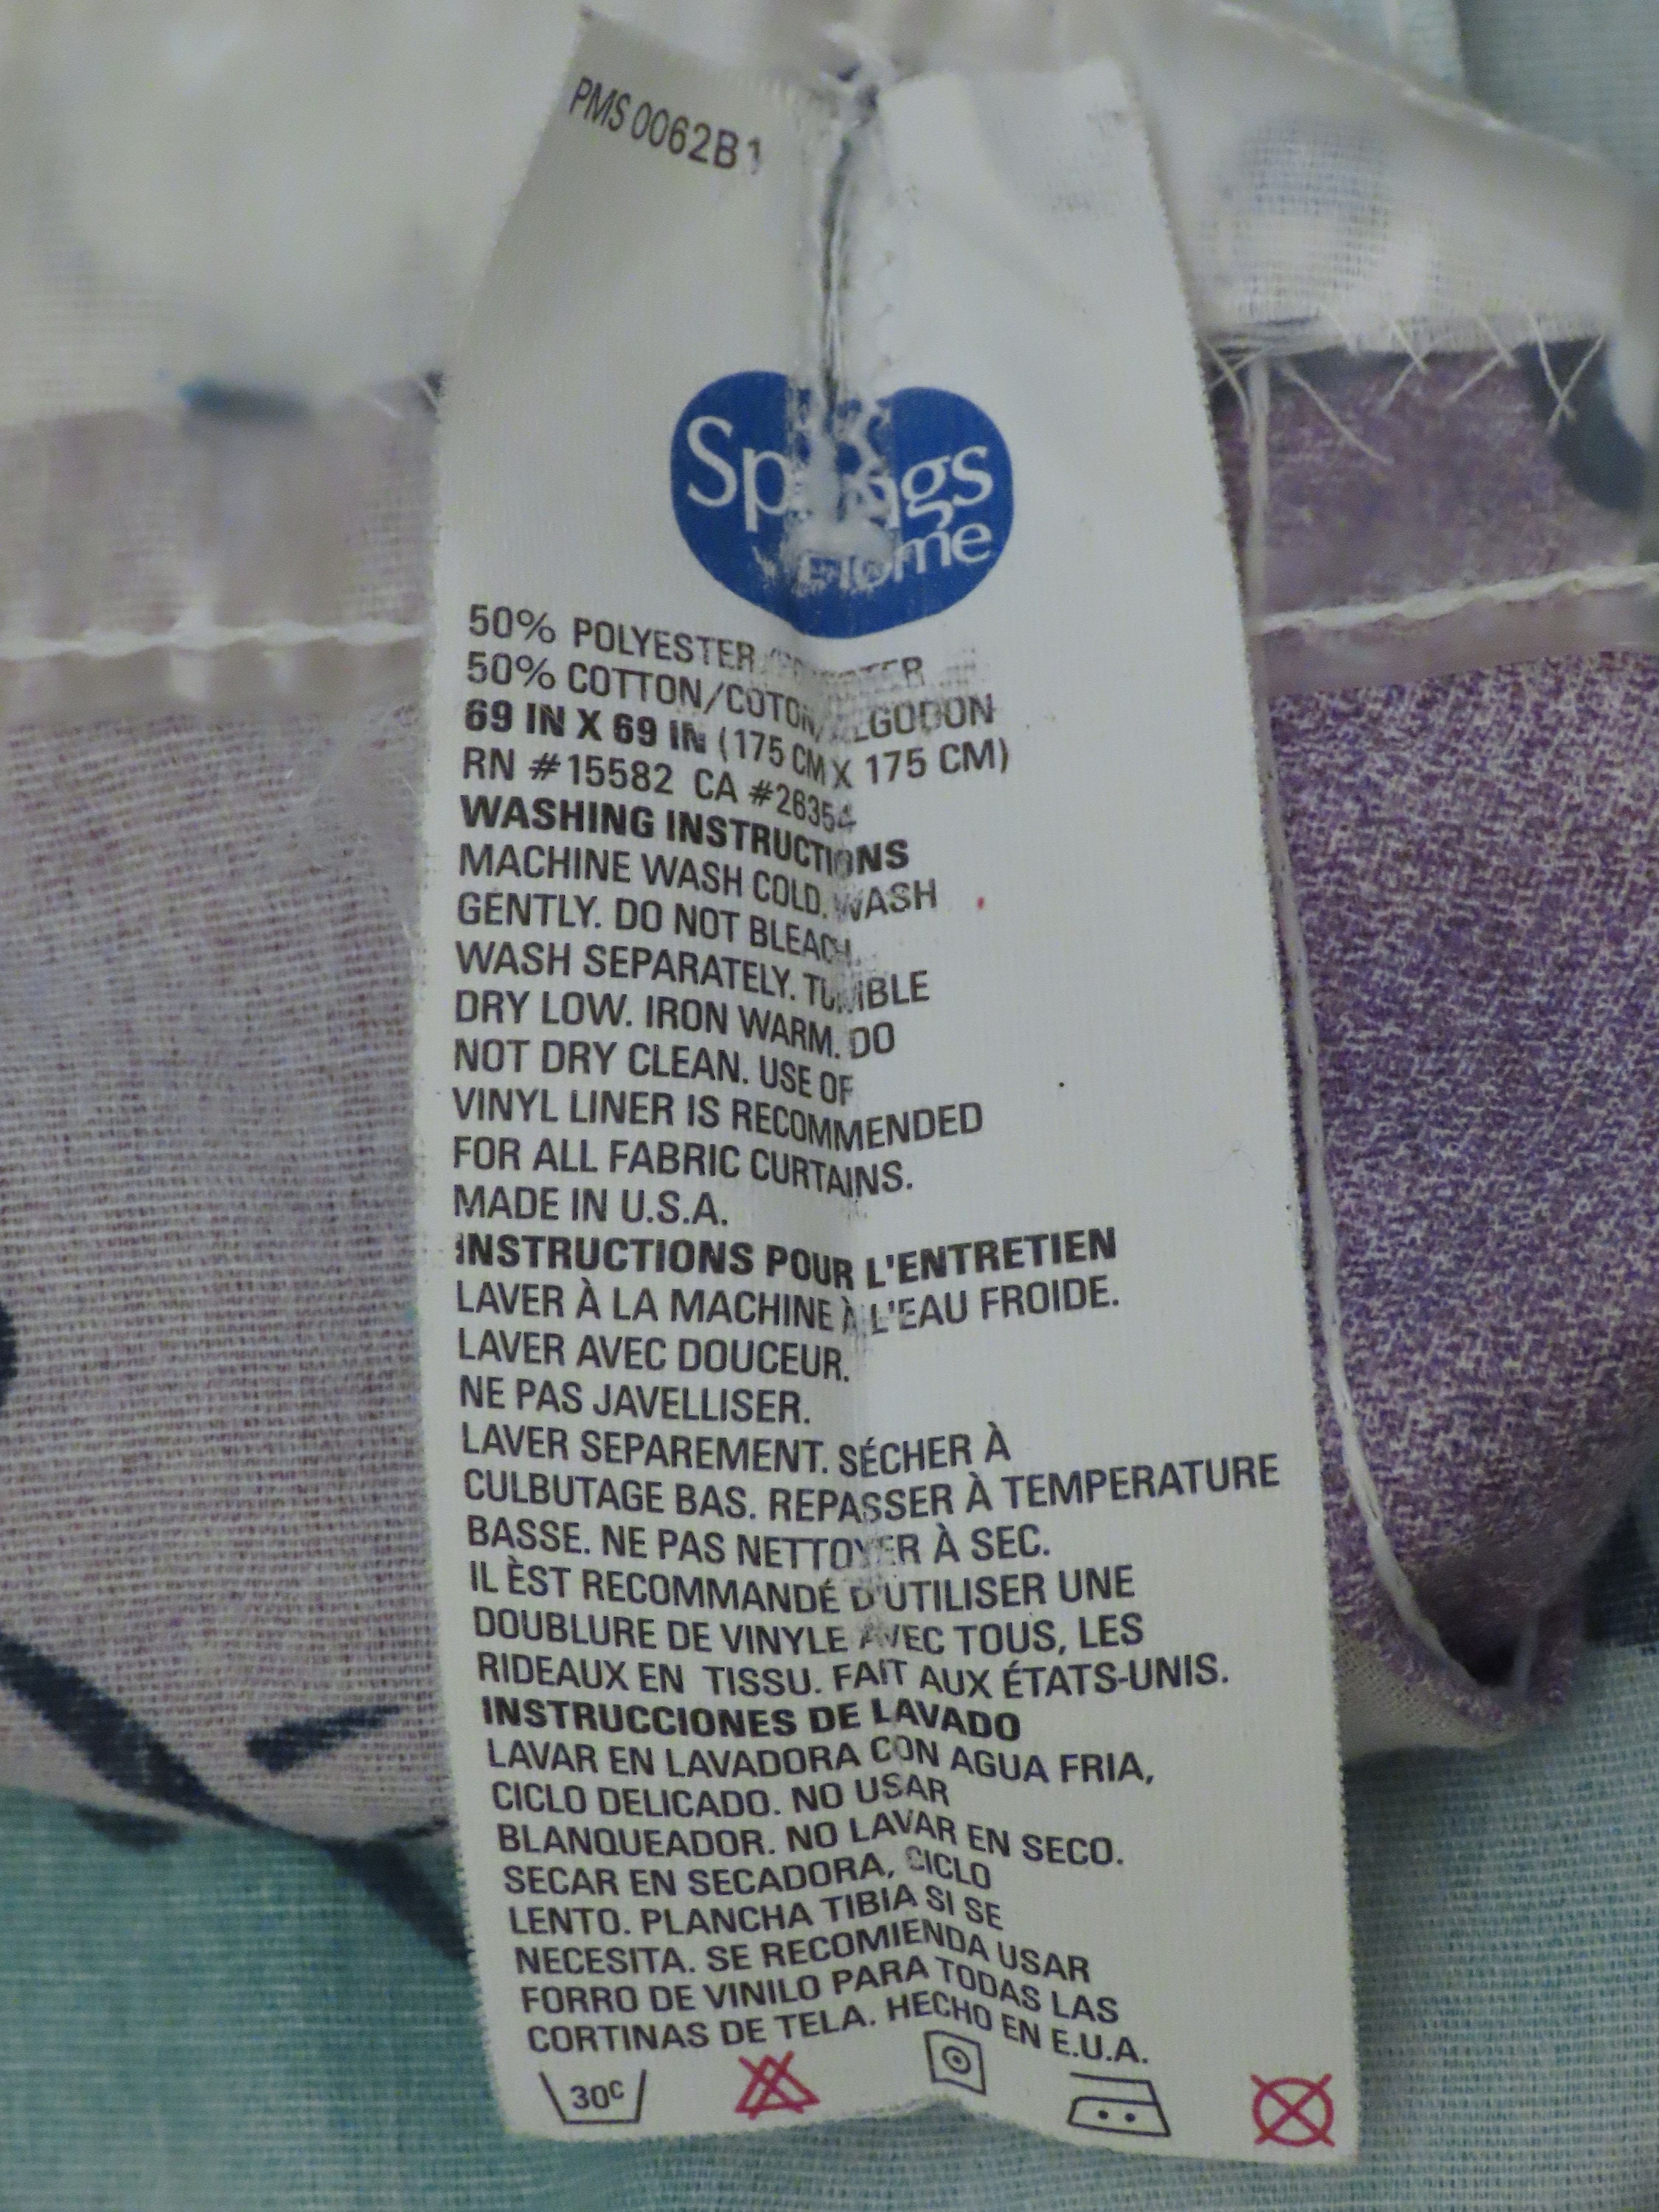 PMS 0062B1
Springs
Home
50% POLYESTER/POLYESTER
50% COTTON/COTON/ALGODON
69 IN X 69 IN (175 CM X 175 CM)
RN #15582 CA #26354
WASHING INSTRUCTIONS
MACHINE WASH COLD. WASH
GENTLY. DO NOT BLEACH.
WASH SEPARATELY. TUMBLE
DRY LOW. IRON WARM. DO
NOT DRY CLEAN. USE OF
VINYL LINER IS RECOMMENDED
FOR ALL FABRIC CURTAINS.
MADE IN U.S.A.
INSTRUCTIONS POUR L'ENTRETIEN
LAVER À LA MACHINE À L'EAU FROIDE.
LAVER AVEC DOUCEUR.
NE PAS JAVELLISER.
LAVER SEPAREMENT. SÉCHER À
CULBUTAGE BAS. REPASSER À TEMPERATURE
BASSE. NE PAS NETTOYER À SEC.
IL ÈST RECOMMANDÉ D'UTILISER UNE
DOUBLURE DE VINYLE AVEC TOUS, LES
RIDEAUX EN TISSU. FAIT AUX ÉTATS-UNIS.
INSTRUCCIONES DE LAVADO
LAVAR EN LAVADORA CON AGUA FRIA,
CICLO DELICADO. NO USAR
BLANQUEADOR. NO LAVAR EN SECO.
SECAR EN SECADORA, CICLO
LENTO. PLANCHA TIBIA SI SE
NECESITA. SE RECOMIENDA USAR
FORRO DE VINILO PARA TODAS LAS
CORTINAS DE TELA. HECHO EN E.U.A.
30C